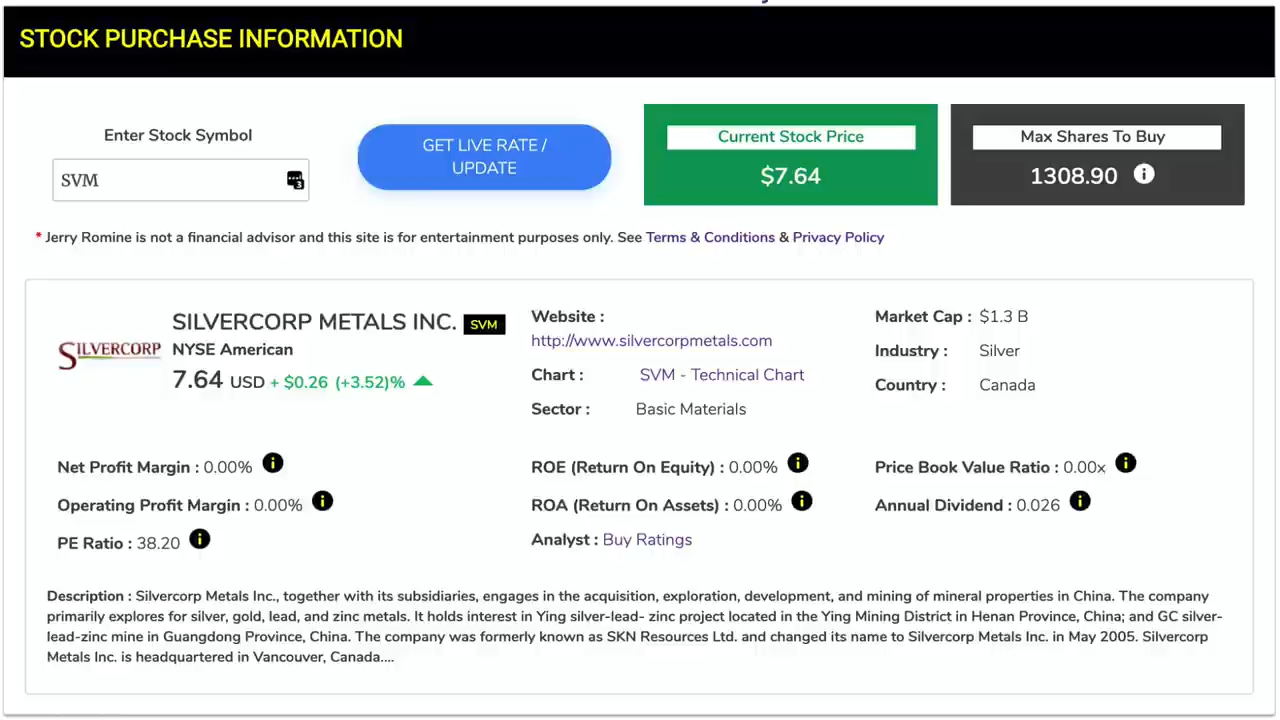 STOCK PURCHASE INFORMATION
Enter Stock Symbol
SVM
3
GET LIVE RATE /
UPDATE
Current Stock Price
$7.64
Max Shares To Buy
1308.90
* Jerry Romine is not a financial advisor and this site is for entertainment purposes only. See Terms & Conditions & Privacy Policy
SILVERCORP
SILVERCORP METALS INC. SVM
NYSE American
7.64 USD + $0.26 (+3.52)%
Website :
http://www.silvercorpmetals.com
Chart : SVM - Technical Chart
Sector : Basic Materials
Market Cap : $1.3 B
Industry : Silver
Country : Canada
Net Profit Margin : 0.00%
Operating Profit Margin : 0.00%
PE Ratio : 38.20
ROE (Return On Equity) : 0.00%
ROA (Return On Assets) : 0.00%
Analyst : Buy Ratings
Price Book Value Ratio : 0.00x
Annual Dividend : 0.026
Description : Silvercorp Metals Inc., together with its subsidiaries, engages in the acquisition, exploration, development, and mining of mineral properties in China. The company
primarily explores for silver, gold, lead, and zinc metals. It holds interest in Ying silver-lead- zinc project located in the Ying Mining District in Henan Province, China; and GC silver-
lead-zinc mine in Guangdong Province, China. The company was formerly known as SKN Resources Ltd. and changed its name to Silvercorp Metals Inc. in May 2005. Silvercorp
Metals Inc. is headquartered in Vancouver, Canada....